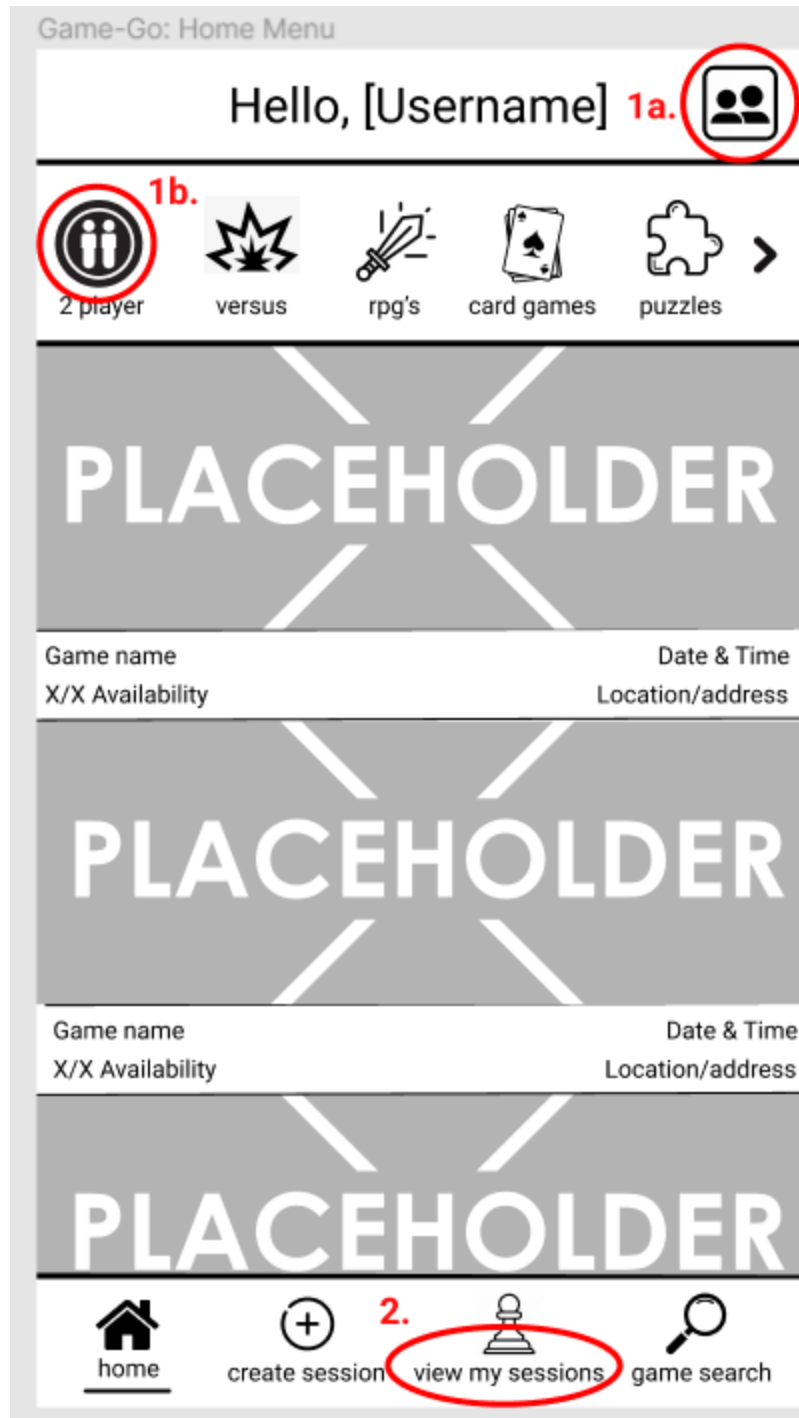 Game-Go: Home Menu
Hello, [Username] 1a.
1b.
2 player versus rpg's card games puzzles
PLACEHOLDER
Game name Date & Time
X/X Availability Location/address
PLACEHOLDER
Game name Date & Time
X/X Availability Location/address
PLACEHOLDER
2.
home create session view my sessions game search